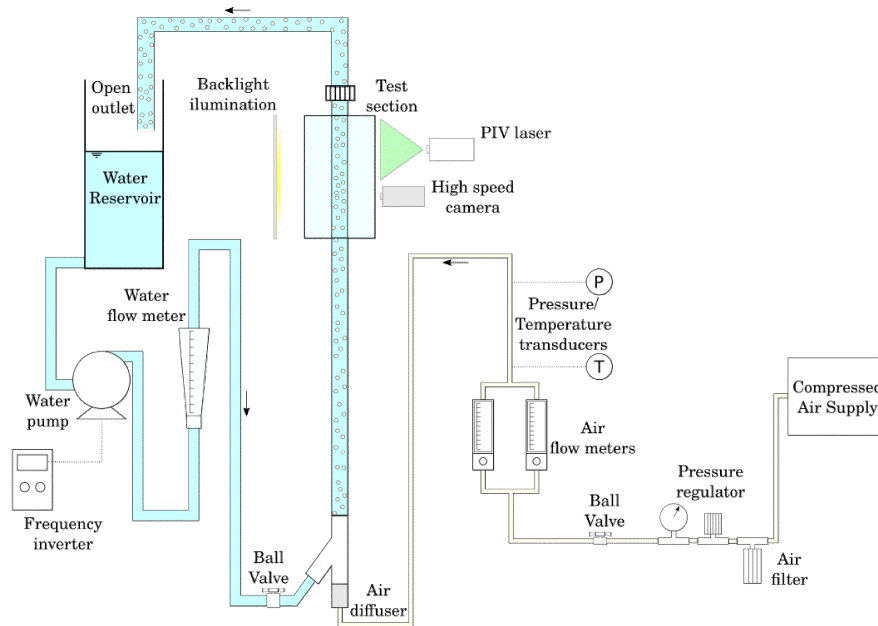 Open
outlet
Backlight
ilumination
Test
section
PIV laser
High speed
camera
Water
Reservoir
Water
flow meter
P
Pressure/
Temperature
transducers
T
Water
pump
Compressed
Air Supply
Air
flow meters
Pressure
regulator
Ball
Valve
Frequency
inverter
Ball
Valve
Air
diffuser
Air
filter